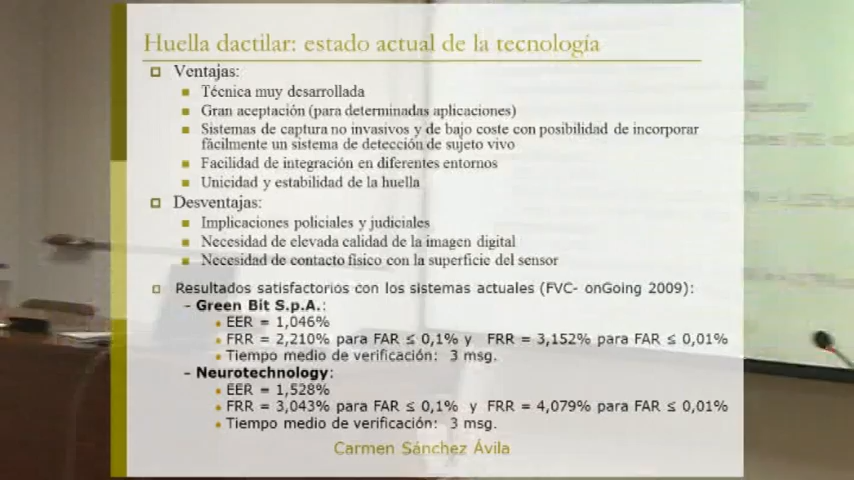 Huella dactilar: estado actual de la tecnología
Ventajas:
Técnica muy desarrollada
Gran aceptación (para determinadas aplicaciones)
Sistemas de captura no invasivos y de bajo coste con posibilidad de incorporar
fácilmente un sistema de detección de sujeto vivo
Facilidad de integración en diferentes entornos
Unicidad y estabilidad de la huella
Desventajas:
Implicaciones policiales y judiciales
Necesidad de elevada calidad de la imagen digital
Necesidad de contacto físico con la superficie del sensor
Resultados satisfactorios con los sistemas actuales (FVC- onGoing 2009):
– Green Bit S.p.A.:
EER = 1,046%
FRR = 2,210% para FAR ≤ 0,1% y FRR = 3,152% para FAR ≤ 0,01%
Tiempo medio de verificación: 3 msg.
– Neurotechnology:
EER = 1,528%
FRR = 3,043% para FAR ≤ 0,1% y FRR = 4,079% para FAR ≤ 0,01%
Tiempo medio de verificación: 3 msg.
Carmen Sánchez Ávila